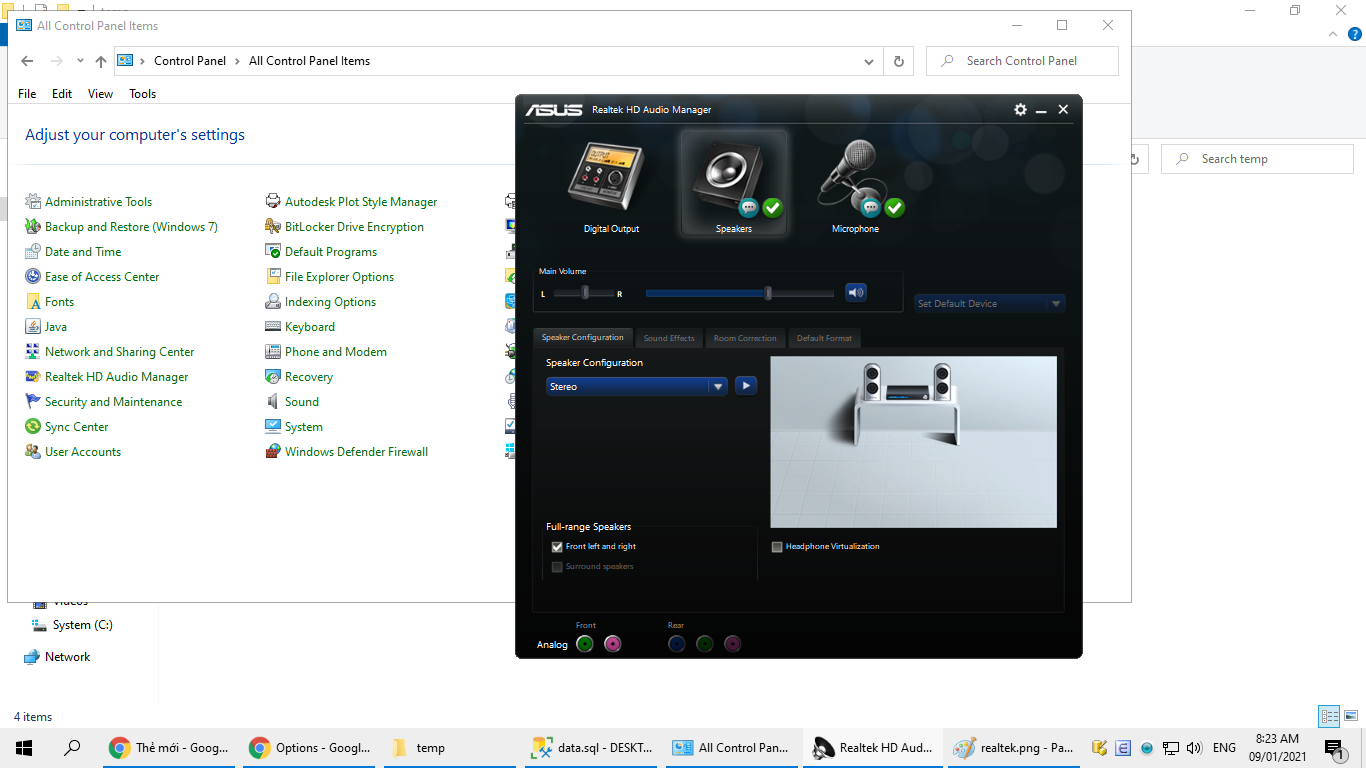 temp
All Control Panel Items
Control Panel
All Control Panel Items
Search Control Panel
File Edit View Tools
Adjust your computer's settings
Administrative Tools
Backup and Restore (Windows 7)
Date and Time
Ease of Access Center
Fonts
Java
Network and Sharing Center
Realtek HD Audio Manager
Security and Maintenance
Sync Center
User Accounts
Autodesk Plot Style Manager
BitLocker Drive Encryption
Default Programs
File Explorer Options
Indexing Options
Keyboard
Phone and Modem
Recovery
Sound
System
Windows Defender Firewall
Search temp
ASUS Realtek HD Audio Manager
OUTPUT
Digital Output
Speakers
Microphone
Main Volume
L R
Set Default Device
Speaker Configuration
Sound Effects
Room Correction
Default Format
Speaker Configuration
Stereo
Full-range Speakers
Front left and right
Surround speakers
Headphone Virtualization
Front Rear
Analog
Videos
System (C:)
Network
4 items
Thẻ mới - Goog...
Options - Googl...
temp
data.sql - DESKT...
All Control Pan...
Realtek HD Aud...
realtek.png - Pa...
ENG
8:23 AM
09/01/2021
1